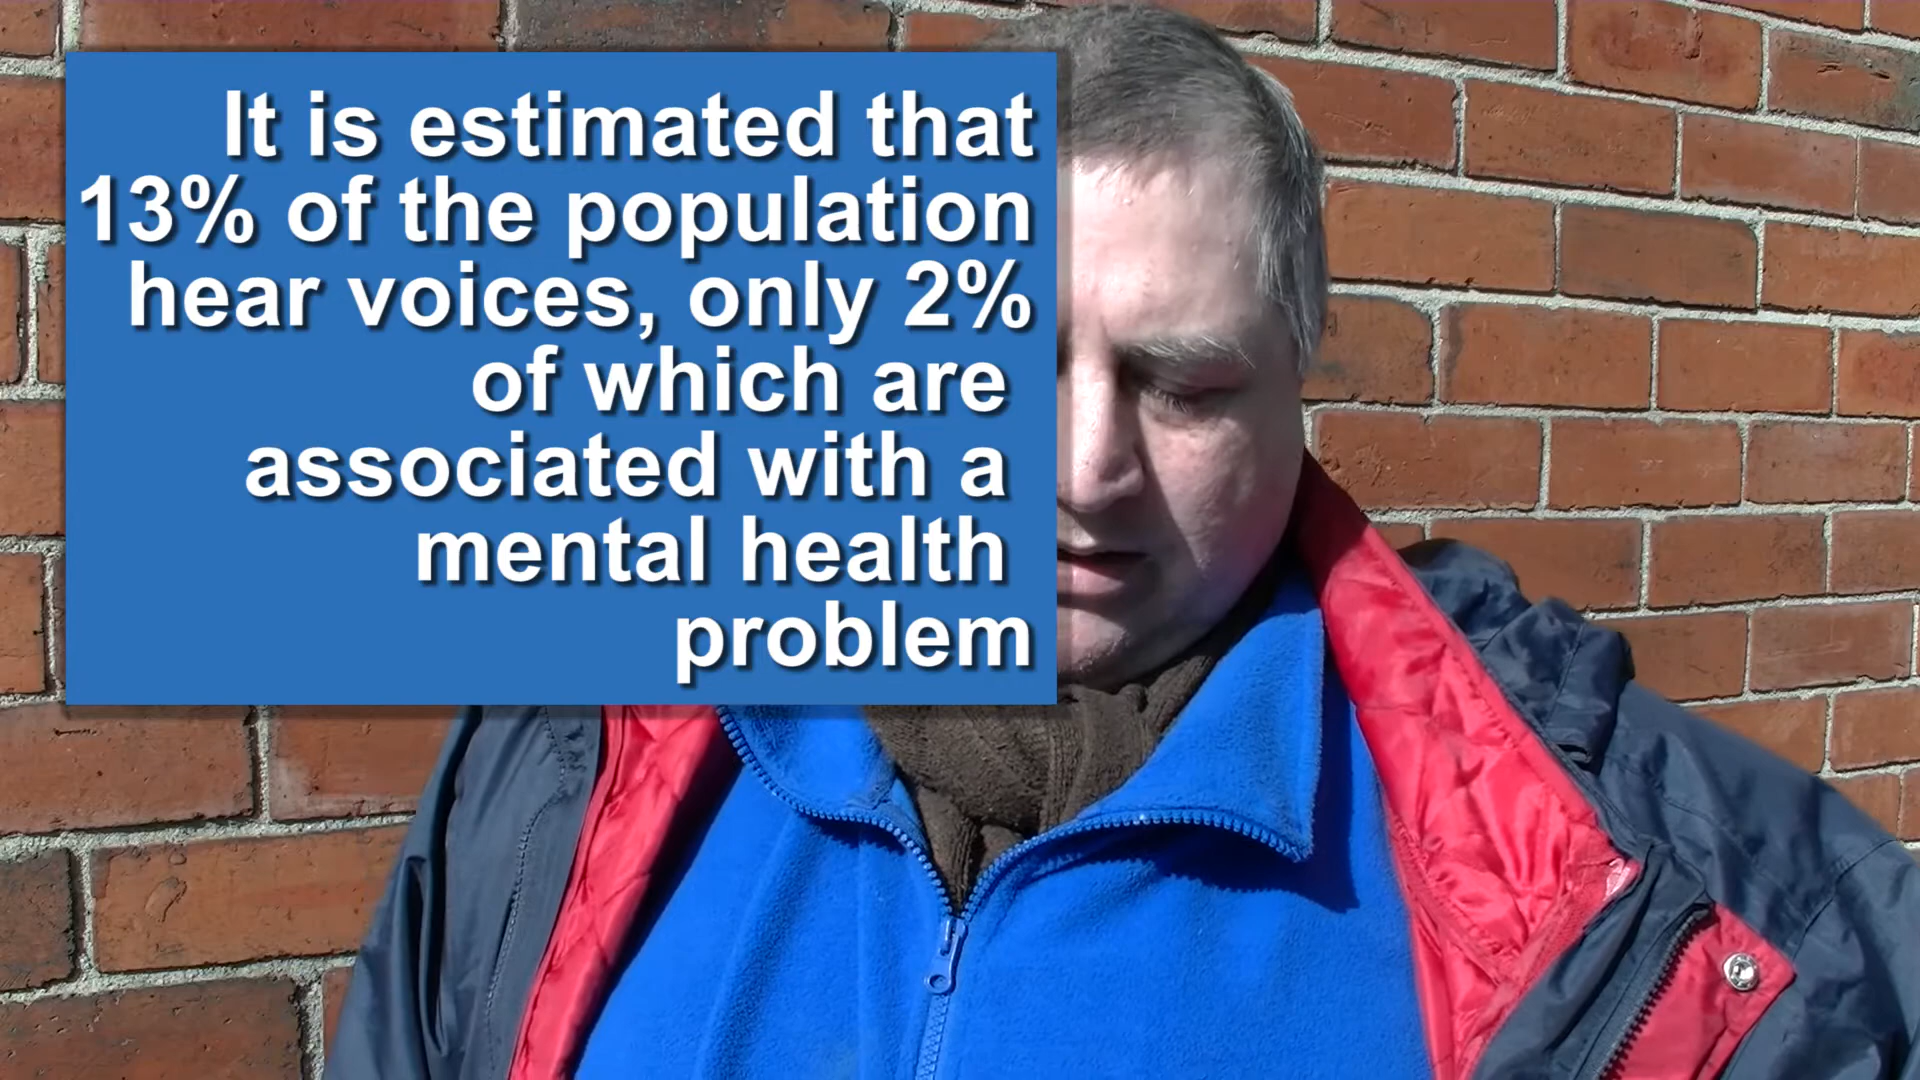 It is estimated that
13% of the population
hear voices, only 2%
of which are
associated with a
mental health
problem